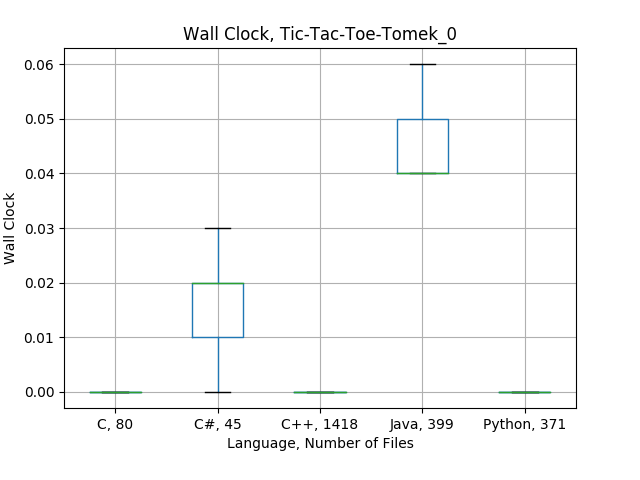 Wall Clock, Tic-Tac-Toe-Tomek_0
0.06
0.05
0.04
0.03
0.02
0.01
0.00
Wall Clock
C, 80
C#, 45
C++, 1418
Java, 399
Python, 371
Language, Number of Files